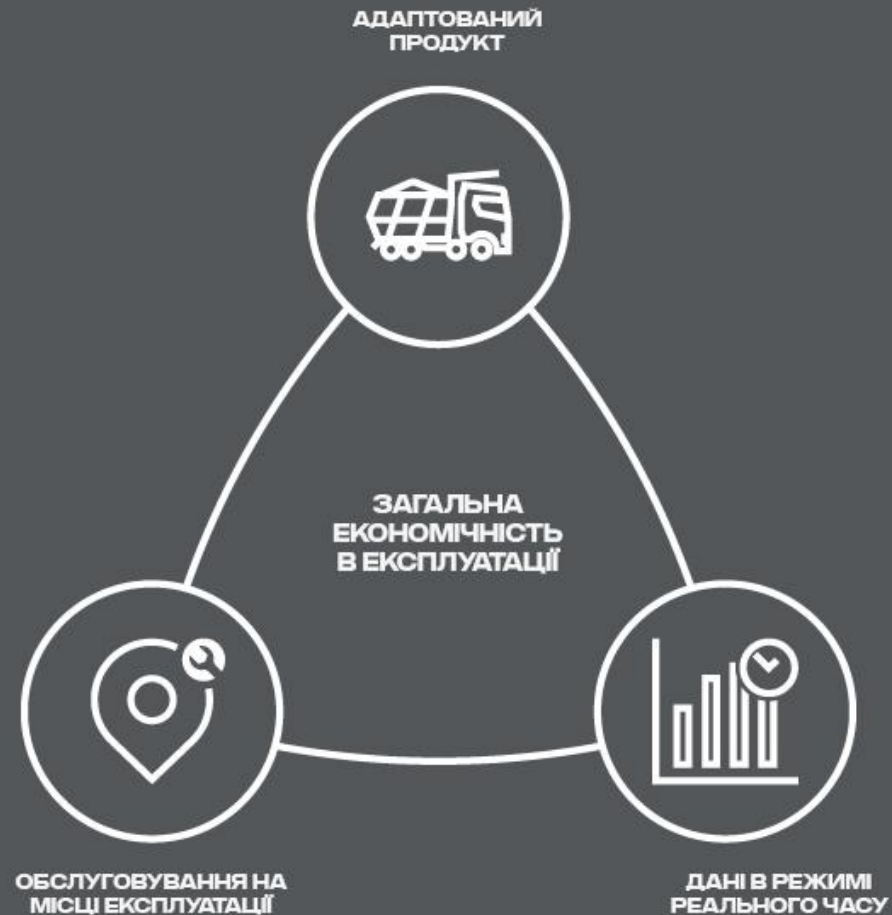 АДАПТОВАНИЙ
ПРОДУКТ
ЗАГАЛЬНА
ЕКОНОМІЧНІСТЬ
В ЕКСПЛУАТАЦІЇ
ОБСЛУГОВУВАННЯ НА
МІСЦІ ЕКСПЛУАТАЦІЇ
ДАНІ В РЕЖИМІ
РЕАЛЬНОГО ЧАСУ